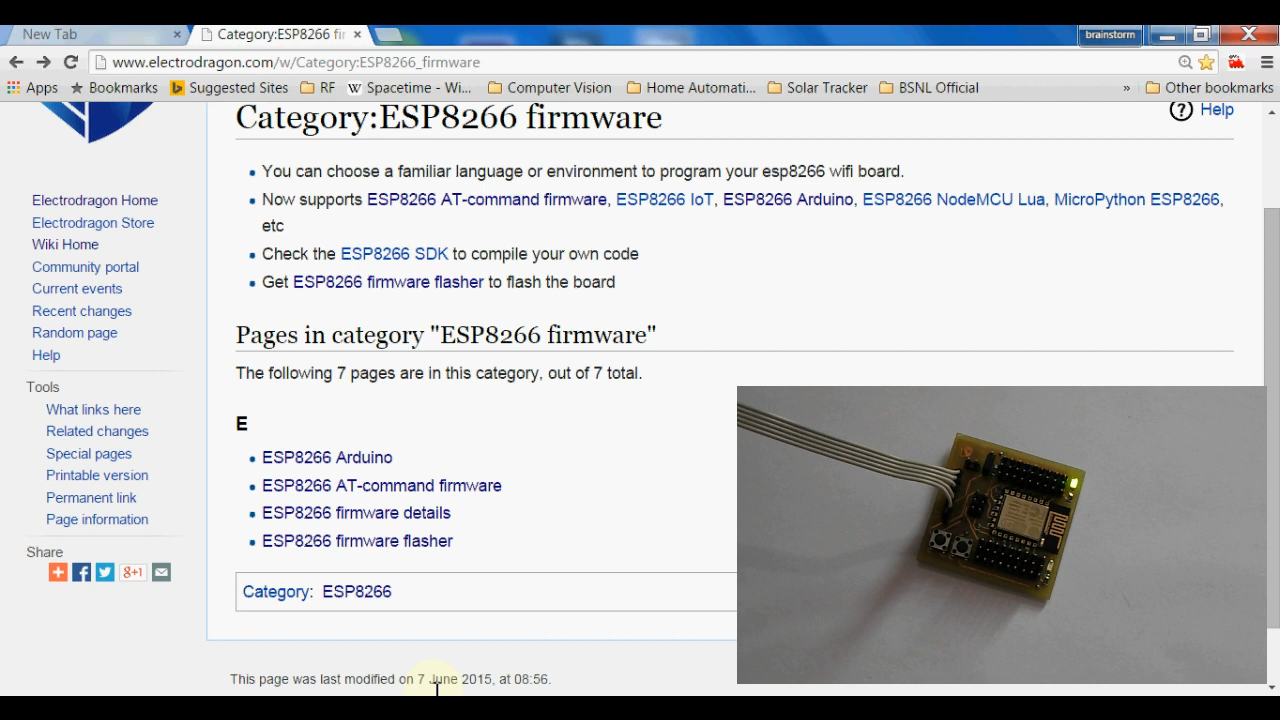 New Tab
Category:ESP8266 fir
brainstorm
www.electrodragon.com/w/Category:ESP8266_firmware
Apps Bookmarks Suggested Sites RF Spacetime - Wi... Computer Vision Home Automati... Solar Tracker BSNL Official » Other bookmarks
Category:ESP8266 firmware
Help
You can choose a familiar language or environment to program your esp8266 wifi board.
Now supports ESP8266 AT-command firmware, ESP8266 IoT, ESP8266 Arduino, ESP8266 NodeMCU Lua, MicroPython ESP8266,
etc
Check the ESP8266 SDK to compile your own code
Get ESP8266 firmware flasher to flash the board
Pages in category "ESP8266 firmware"
The following 7 pages are in this category, out of 7 total.
E
ESP8266 Arduino
ESP8266 AT-command firmware
ESP8266 firmware details
ESP8266 firmware flasher
Category: ESP8266
This page was last modified on 7 June 2015, at 08:56.
Electrodragon Home
Electrodragon Store
Wiki Home
Community portal
Current events
Recent changes
Random page
Help
Tools
What links here
Related changes
Special pages
Printable version
Permanent link
Page information
Share
g+1